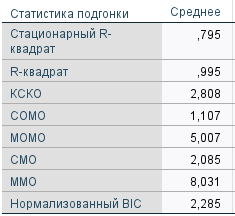 Статистика подгонки Среднее
Стационарный R-
квадрат ,795
R-квадрат ,995
КСКО 2,808
СОМО 1,107
МОМО 5,007
СМО 2,085
ММО 8,031
Нормализованный BIC 2,285